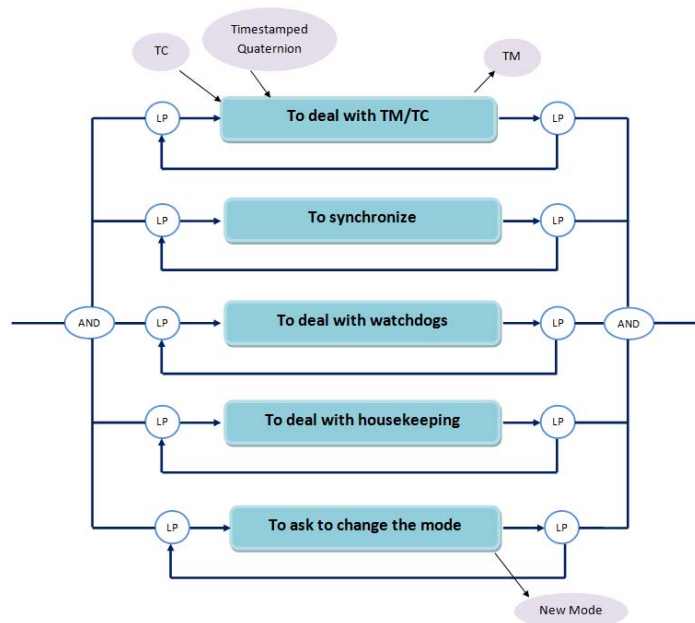 Timestamped
Quaternion
TC
TM
LP
To deal with TM/TC
LP
LP
To synchronize
LP
AND
LP
To deal with watchdogs
LP
AND
LP
To deal with housekeeping
LP
LP
To ask to change the mode
LP
New Mode